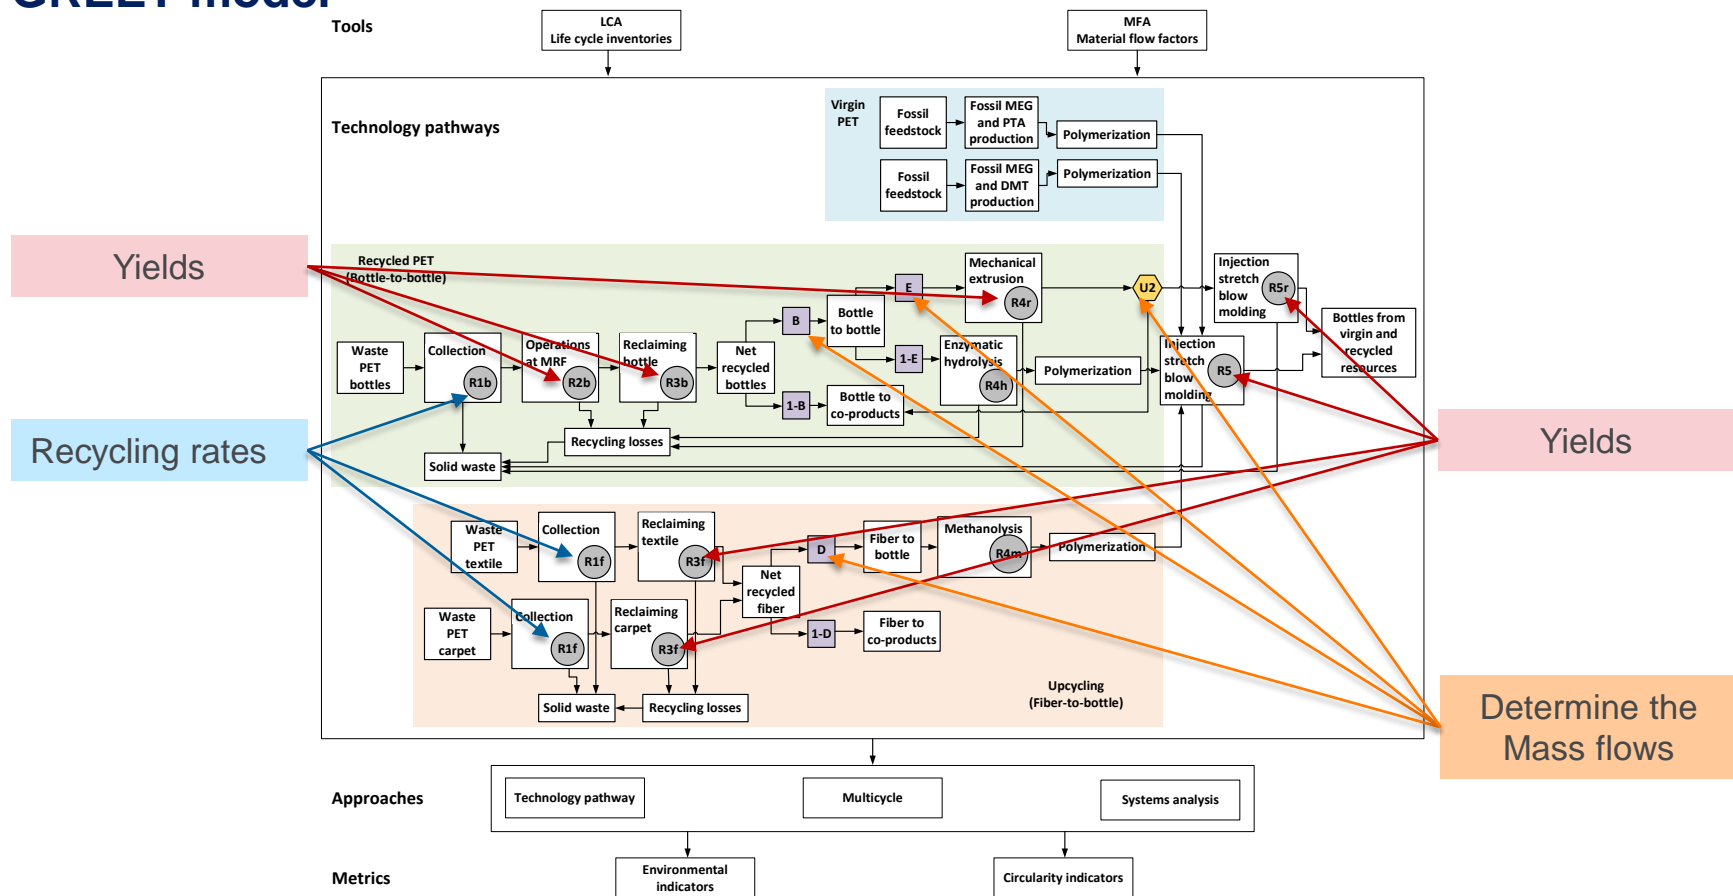 GREET model
Tools
LCA
Life cycle inventories
MFA
Material flow factors
Technology pathways
Virgin
PET
Fossil
feedstock
Fossil MEG
and PTA
production
Polymerization
Fossil
feedstock
Fossil MEG
and DMT
production
Polymerization
Yields
Recycled PET
(Bottle-to-bottle)
Waste
PET
bottles
Collection
R1b
Operations
at MRF
R2b
Reclaiming
bottle
R3b
Net
recycled
bottles
B
1-B
Bottle
to bottle
Bottle to
co-products
E
1-E
Mechanical
extrusion
R4r
Enzymatic
hydrolysis
R4h
Polymerization
U2
Injection
stretch
blow
molding
R5r
Injection
stretch
blow
molding
R5
Bottles from
virgin and
recycled
resources
Recycling losses
Solid waste
Recycling rates
Yields
Waste
PET
textile
Collection
R1f
Reclaiming
textile
R3f
Waste
PET
carpet
Collection
R1f
Reclaiming
carpet
R3f
Net
recycled
fiber
D
1-D
Fiber to
bottle
Fiber to
co-products
Methanolysis
R4m
Polymerization
Solid waste
Recycling losses
Upcycling
(Fiber-to-bottle)
Determine the
Mass flows
Approaches
Technology pathway
Multicycle
Systems analysis
Metrics
Environmental
indicators
Circularity indicators